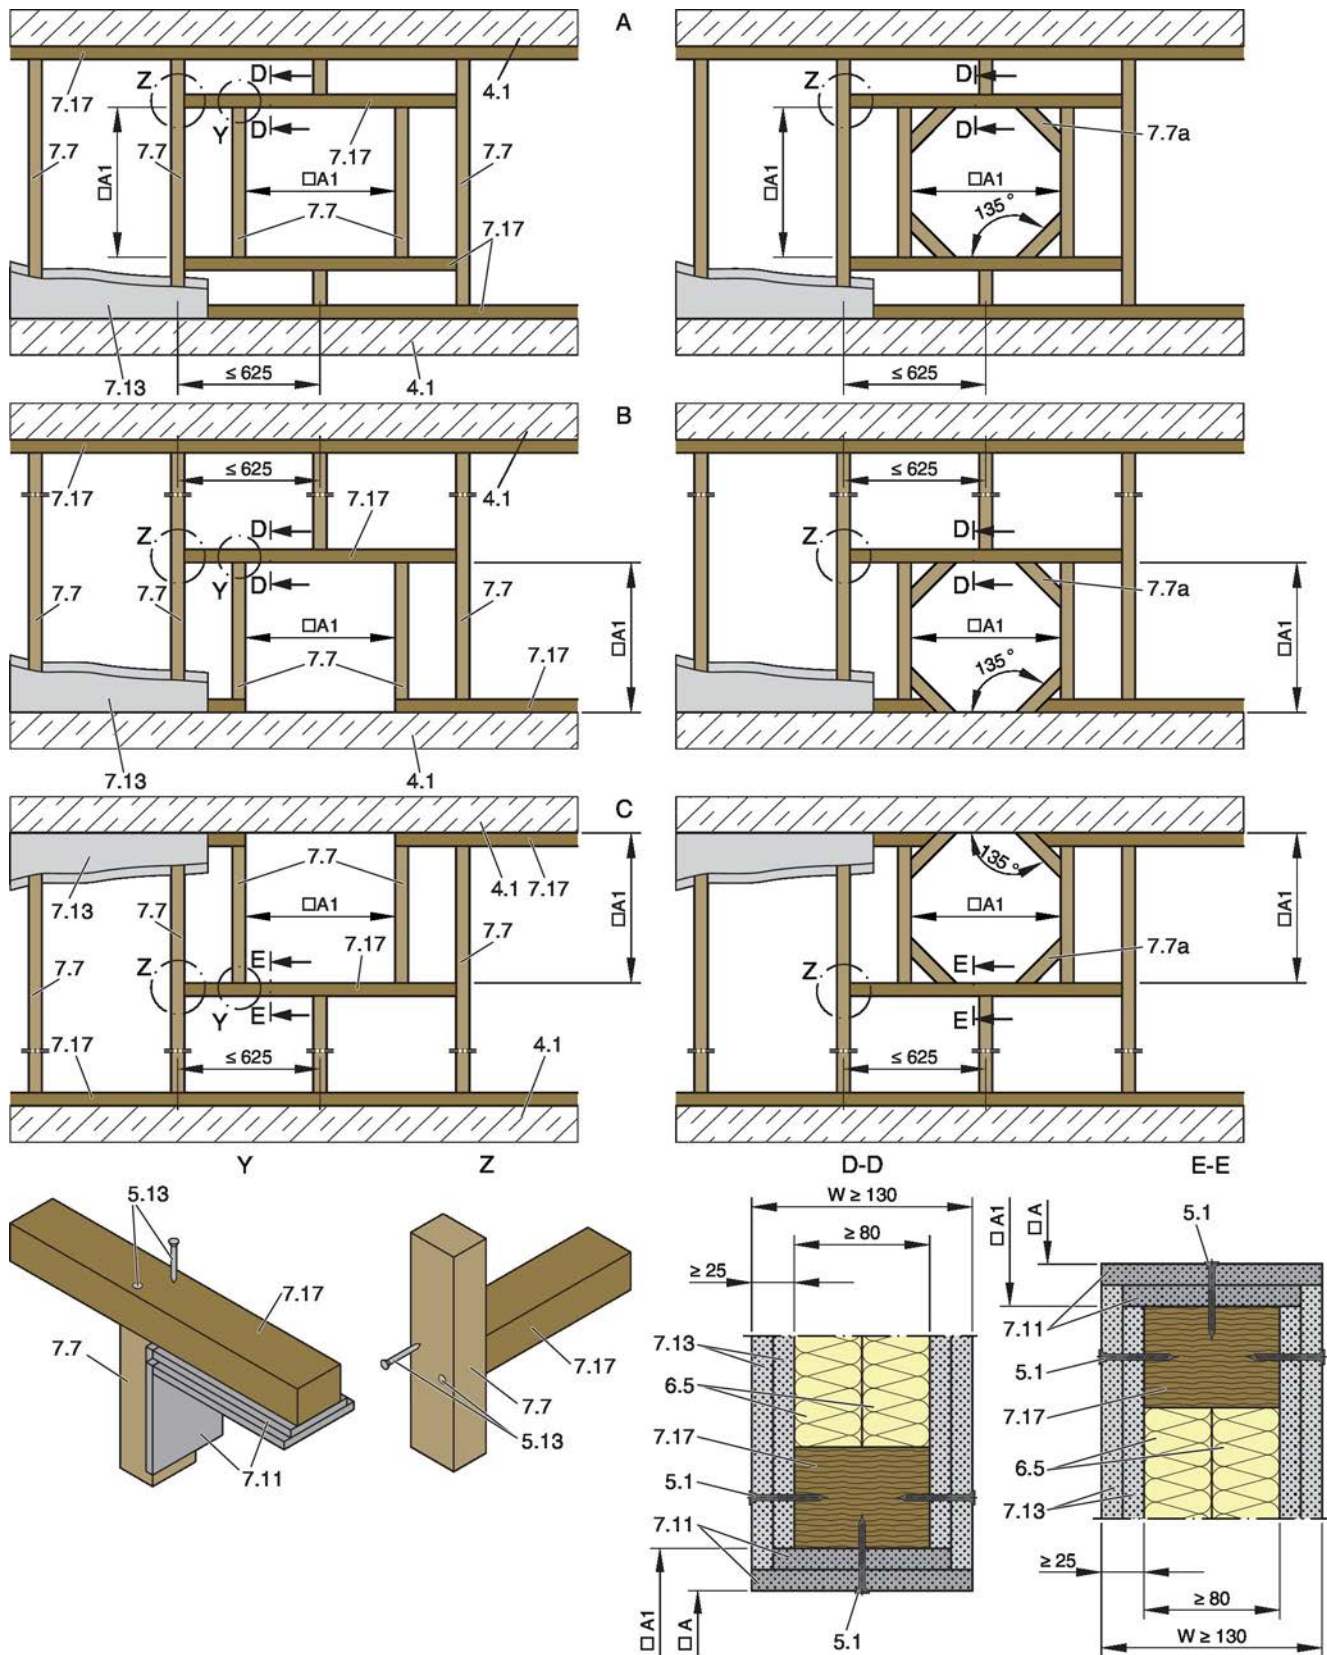 A
Z
D
7.17
Y
D
4.1
7.7
7.7
7.17
7.7
□A1
□A1
7.7
7.17
7.13
≤ 625
4.1
Z
D
D
7.7a
□A1
□A1
135°
≤ 625
B
≤ 625
7.17
7.17
4.1
Z
D
Y
D
7.7
7.7
7.7
□A1
7.7
7.17
□A1
7.13
4.1
≤ 625
Z
D
D
7.7a
□A1
135°
□A1
C
7.7
4.1
7.17
7.13
7.7
□A1
7.7
7.17
7.7
Z
E
Y
E
□A1
7.17
≤ 625
4.1
135°
□A1
7.7a
Z
E
E
≤ 625
□A1
Y
5.13
7.17
7.7
7.11
Z
7.17
7.7
5.13
D-D
W ≥ 130
≥ 80
≥ 25
7.13
6.5
7.17
5.1
7.11
□ A1
□ A
5.1
E-E
□ A1
□ A
5.1
7.11
5.1
7.17
6.5
7.13
≥ 25
≥ 80
W ≥ 130